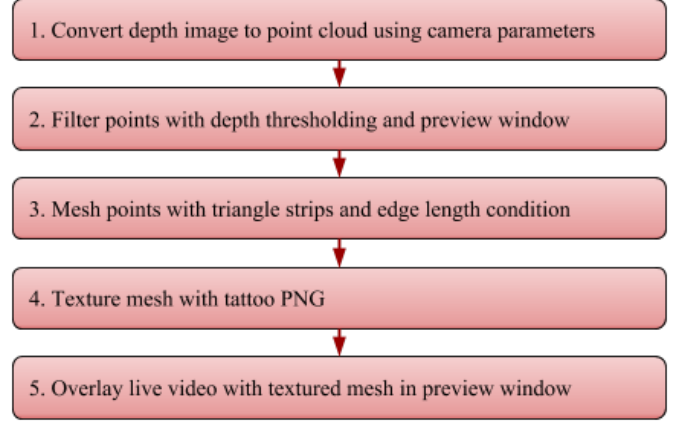 1. Convert depth image to point cloud using camera parameters
2. Filter points with depth thresholding and preview window
3. Mesh points with triangle strips and edge length condition
4. Texture mesh with tattoo PNG
5. Overlay live video with textured mesh in preview window